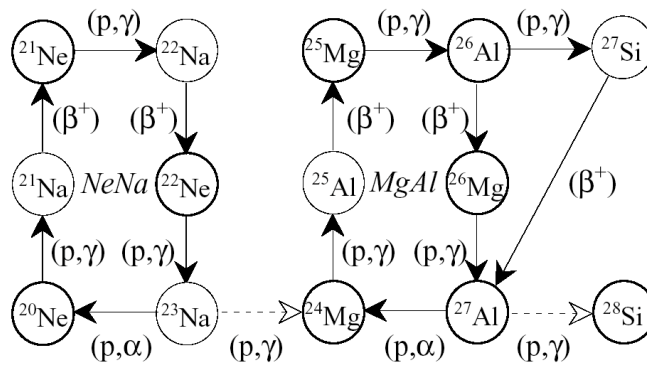 (p,γ) (p,γ) (p,γ)
²¹Ne ²²Na ²⁵Mg ²⁶Al ²⁷Si
(β⁺) (β⁺) (β⁺) (β⁺)
²¹Na NeNa ²²Ne ²⁵Al MgAl ²⁶Mg (β⁺)
(p,γ) (p,γ) (p,γ) (p,γ)
²⁰Ne ²³Na ²⁴Mg ²⁷Al ²⁸Si
(p,α) (p,γ) (p,α) (p,γ)